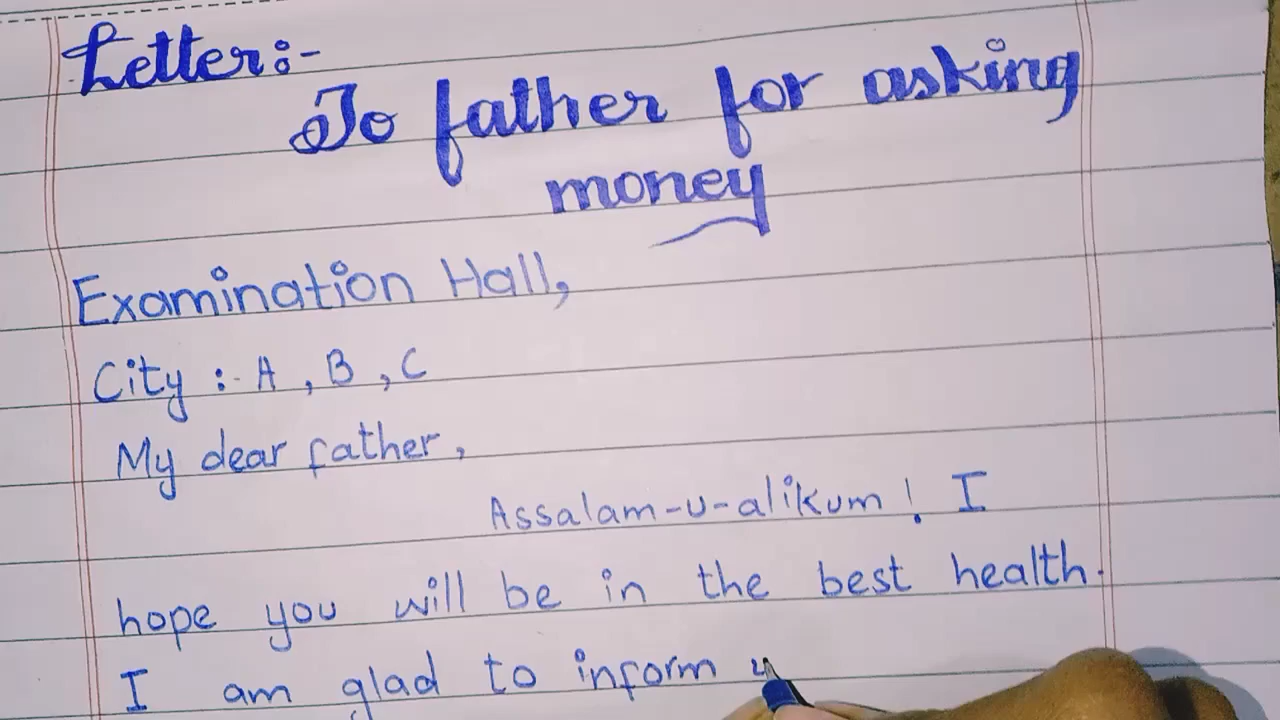 Letter:-
To father for asking
money
Examination Hall,
City :- A , B , C
My dear father,
Assalam-u-alikum ! I
hope you will be in the best health.
I am glad to inform